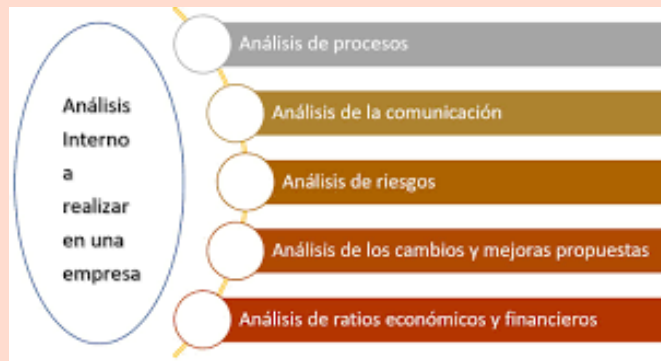 Análisis
Interno
a
realizar
en una
empresa
Análisis de procesos
Análisis de la comunicación
Análisis de riesgos
Análisis de los cambios y mejoras propuestas
Análisis de ratios económicos y financieros